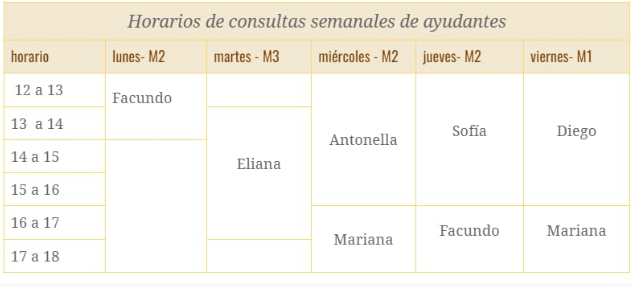 Horarios de consultas semanales de ayudantes
horario lunes- M2 martes - M3 miércoles - M2 jueves- M2 viernes- M1
12 a 13
Facundo
13 a 14
Antonella Sofía Diego
14 a 15
Eliana
15 a 16
16 a 17
Mariana Facundo Mariana
17 a 18